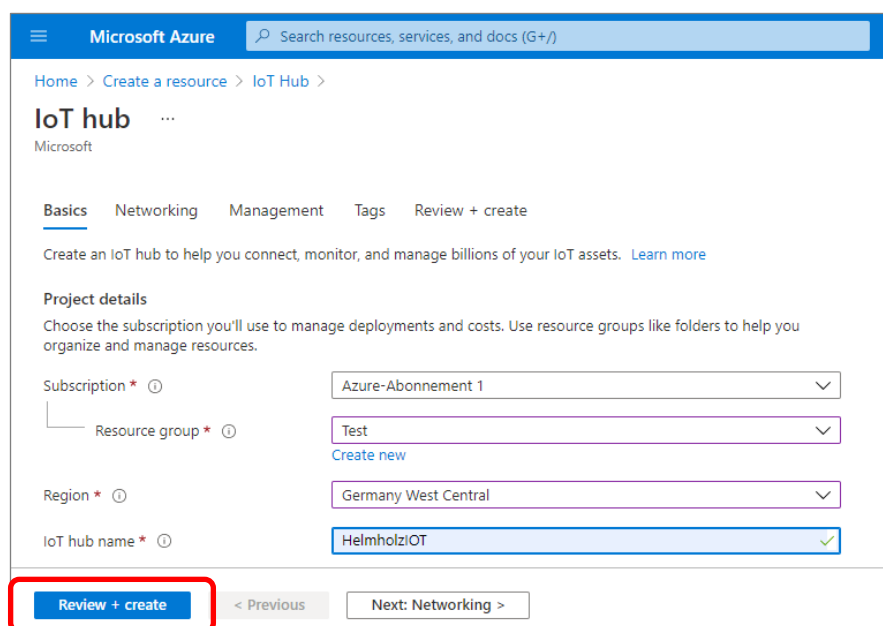 Microsoft Azure
Search resources, services, and docs (G+/)
Home > Create a resource > IoT Hub >
IoT hub ...
Microsoft
Basics Networking Management Tags Review + create
Create an IoT hub to help you connect, monitor, and manage billions of your IoT assets. Learn more
Project details
Choose the subscription you'll use to manage deployments and costs. Use resource groups like folders to help you
organize and manage resources.
Subscription * Azure-Abonnement 1
Resource group * Test
Create new
Region * Germany West Central
IoT hub name * HelmholzIOT
Review + create < Previous Next: Networking >